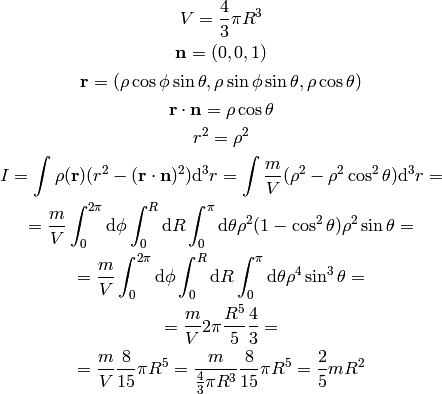 V = \frac{4}{3}\pi R^3
\mathbf{n} = (0, 0, 1)
\mathbf{r} = (\rho \cos\phi \sin\theta, \rho \sin\phi \sin\theta, \rho \cos\theta)
\mathbf{r} \cdot \mathbf{n} = \rho \cos\theta
r^2 = \rho^2
I = \int \rho(\mathbf{r})(r^2 - (\mathbf{r} \cdot \mathbf{n})^2)\mathrm{d}^3 r = \int \frac{m}{V}(\rho^2 - \rho^2 \cos^2\theta)\mathrm{d}^3 r =
= \frac{m}{V} \int_0^{2\pi} \mathrm{d}\phi \int_0^R \mathrm{d}R \int_0^{\pi} \mathrm{d}\theta \rho^2 (1 - \cos^2\theta)\rho^2 \sin\theta =
= \frac{m}{V} \int_0^{2\pi} \mathrm{d}\phi \int_0^R \mathrm{d}R \int_0^{\pi} \mathrm{d}\theta \rho^4 \sin^3\theta =
= \frac{m}{V} 2\pi \frac{R^5}{5} \frac{4}{3} =
= \frac{m}{V} \frac{8}{15} \pi R^5 = \frac{m}{\frac{4}{3}\pi R^3} \frac{8}{15} \pi R^5 = \frac{2}{5} m R^2